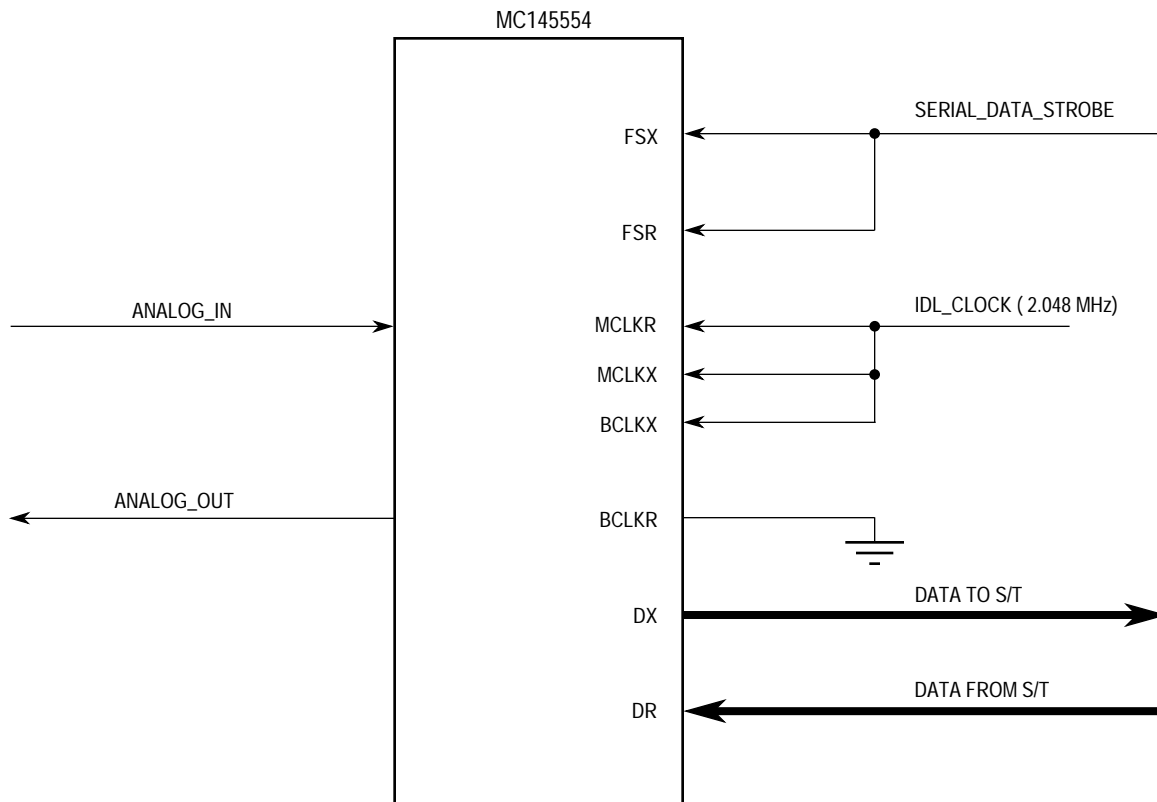 MC145554
SERIAL_DATA_STROBE
FSX
FSR
ANALOG_IN
IDL_CLOCK ( 2.048 MHz)
MCLKR
MCLKX
BCLKX
ANALOG_OUT
BCLKR
DATA TO S/T
DX
DATA FROM S/T
DR